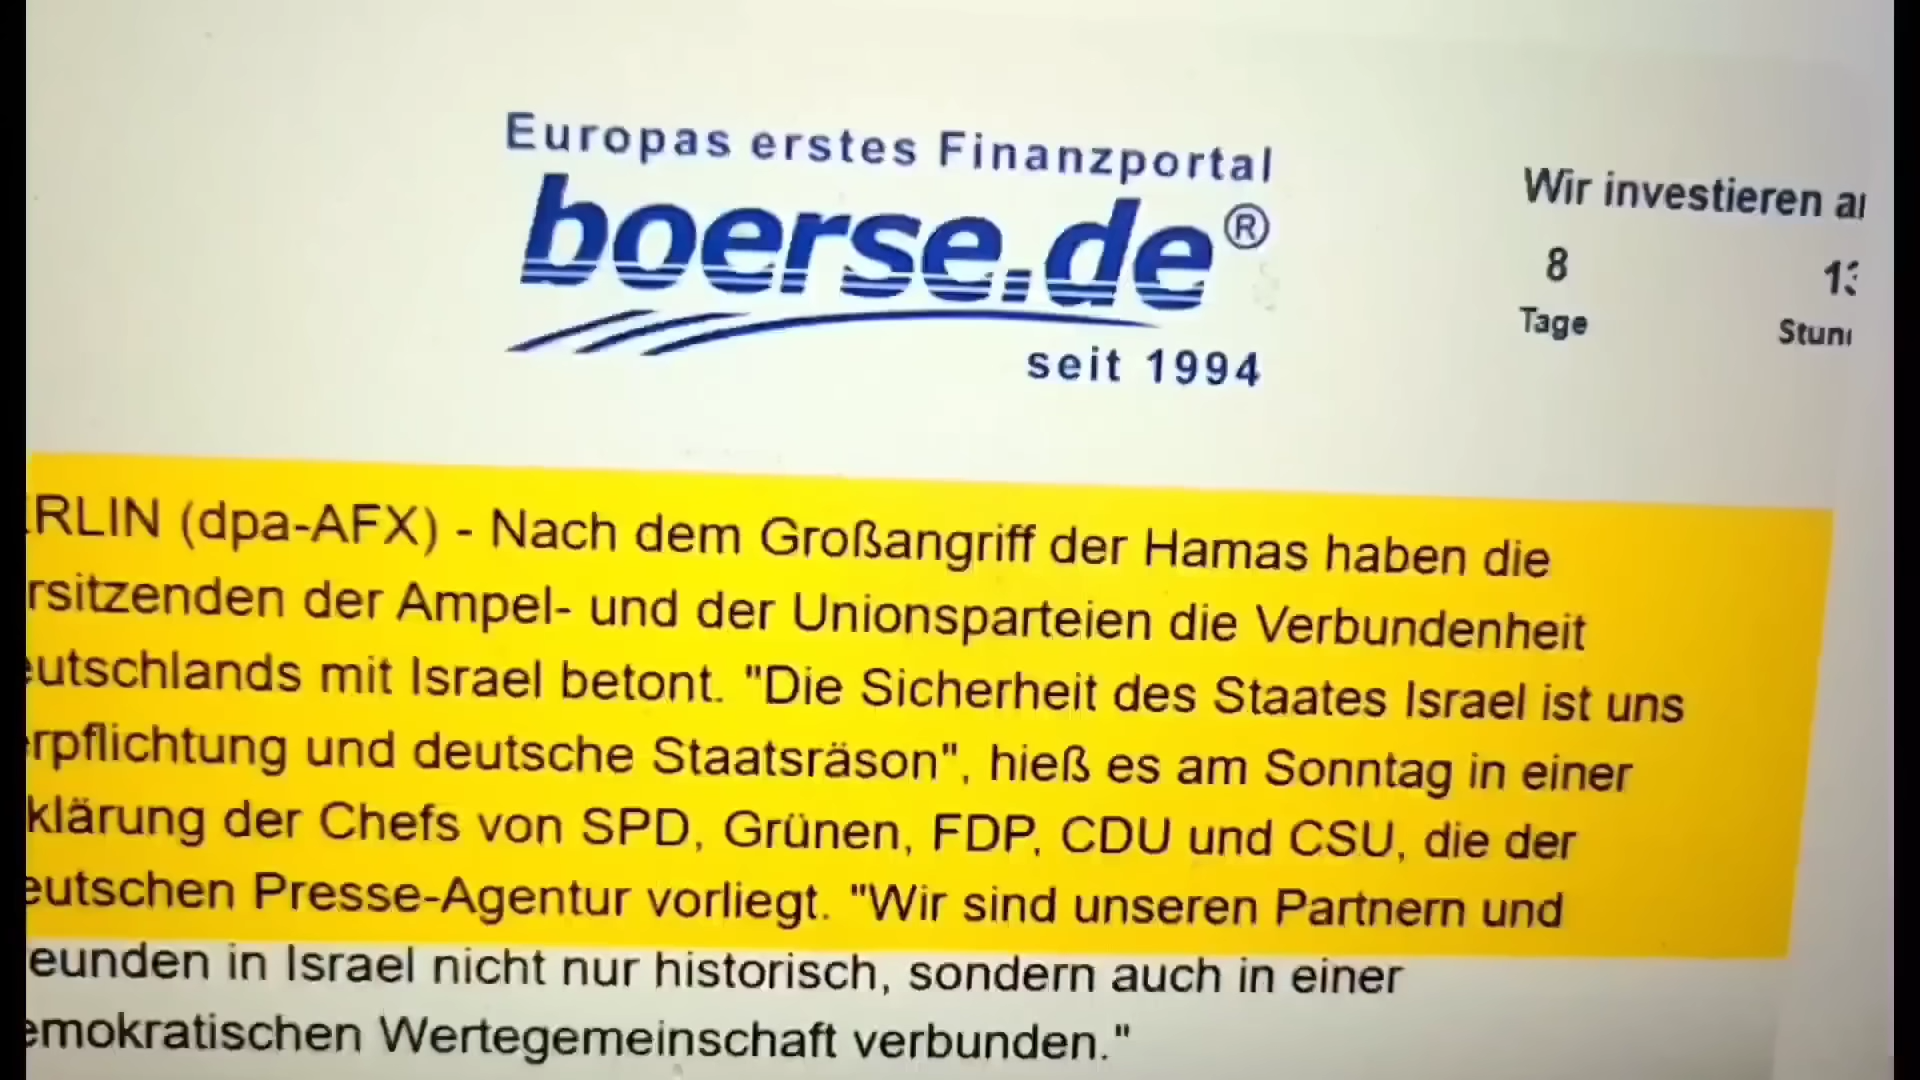 Europas erstes Finanzportal
boerse.de®
seit 1994
Wir investieren
8
Tage
RLIN (dpa-AFX) - Nach dem Großangriff der Hamas haben die
rsitzenden der Ampel- und der Unionsparteien die Verbundenheit
eutschlands mit Israel betont. "Die Sicherheit des Staates Israel ist uns
rpflichtung und deutsche Staatsräson", hieß es am Sonntag in einer
klärung der Chefs von SPD, Grünen, FDP, CDU und CSU, die der
eutschen Presse-Agentur vorliegt. "Wir sind unseren Partnern und
eunden in Israel nicht nur historisch, sondern auch in einer
emokratischen Wertegemeinschaft verbunden."